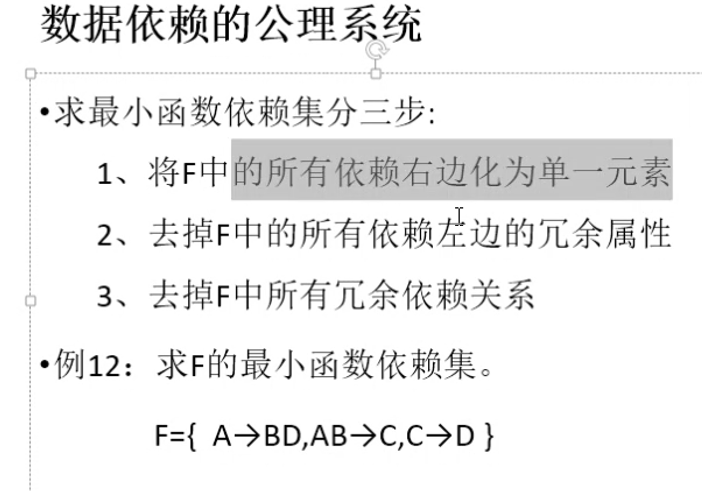 数据依赖的公理系统
•求最小函数依赖集分三步:
1、将F中的所有依赖右边化为单一元素
2、去掉F中的所有依赖左边的冗余属性
3、去掉F中所有冗余依赖关系
•例12：求F的最小函数依赖集。
F={ A→BD,AB→C,C→D }